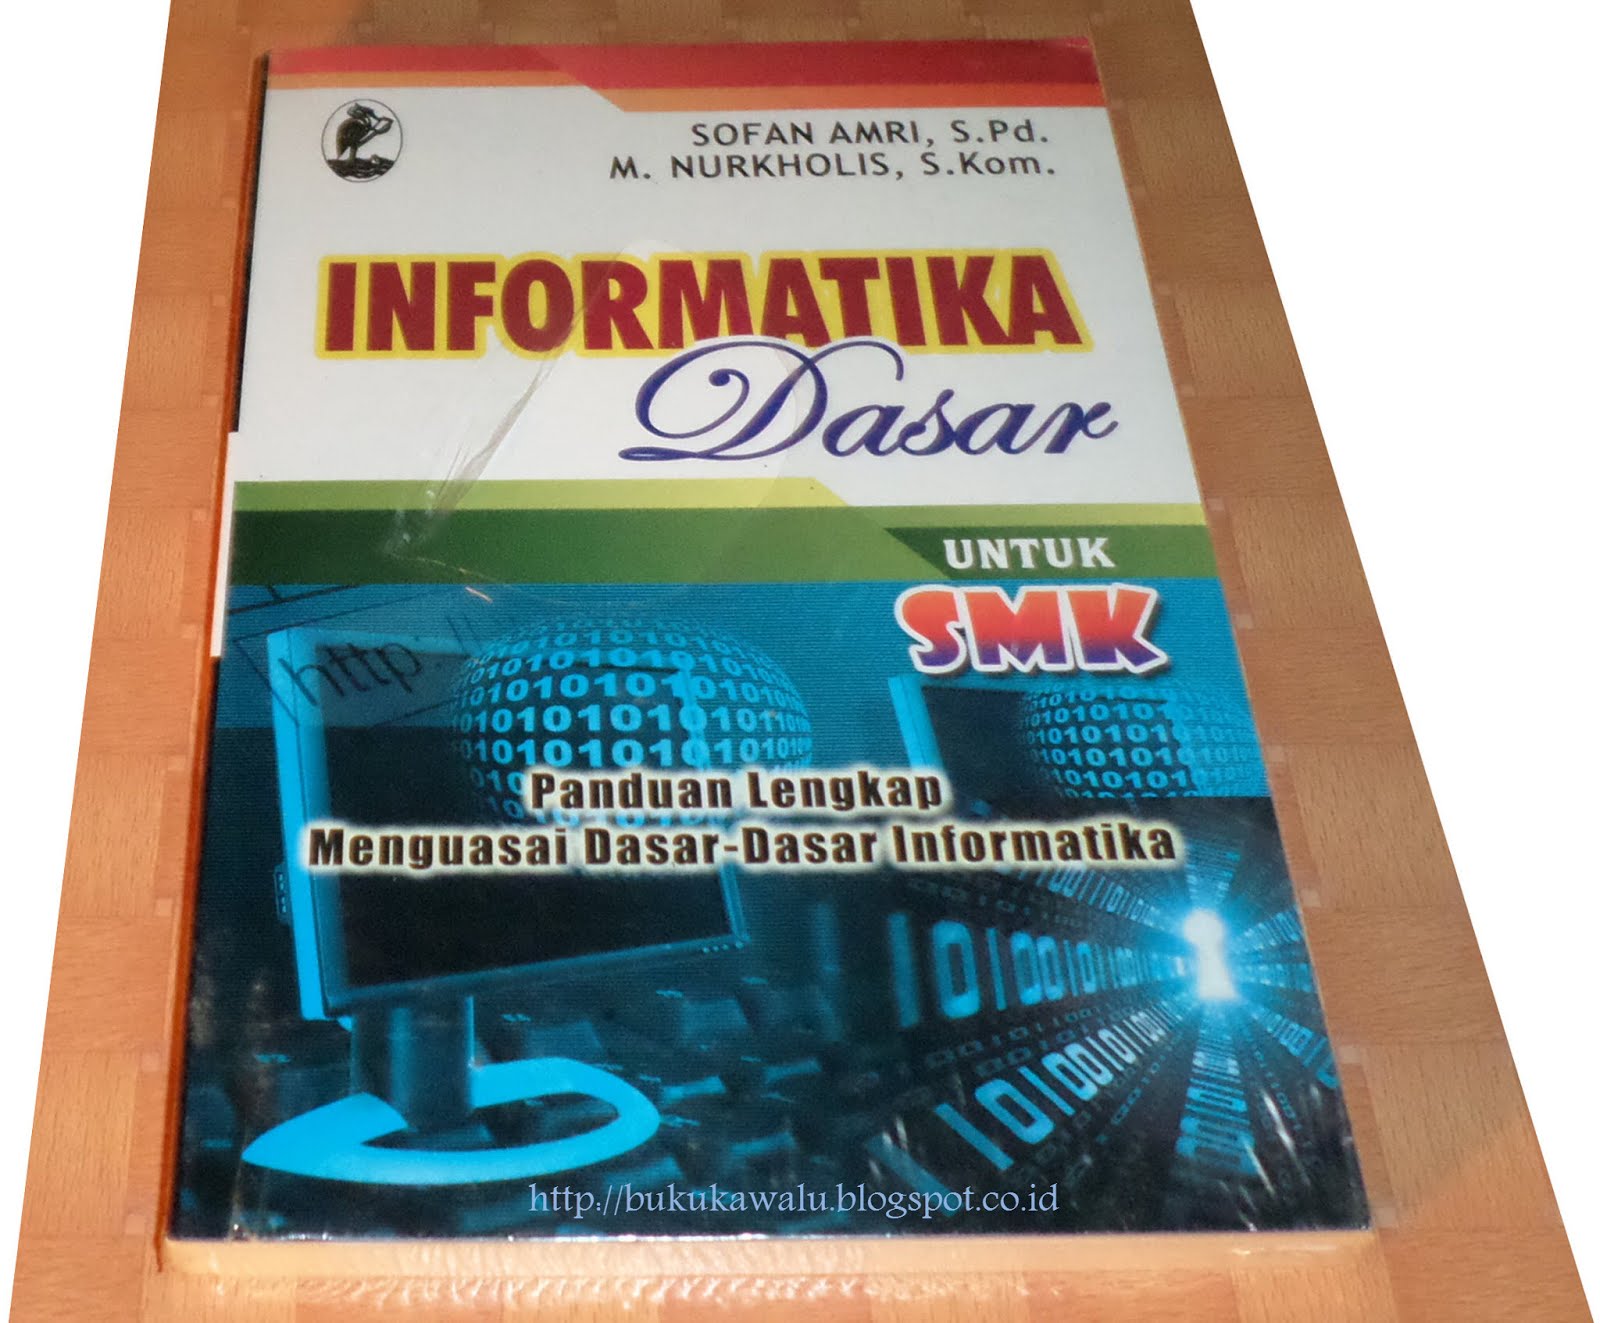 SOFAN AMRI, S.Pd.
M. NURKHOLIS, S.Kom.
INFORMATIKA
Dasar
UNTUK
SMK
http://
Panduan Lengkap
Menguasai Dasar-Dasar Informatika
http://bukukawalu.blogspot.co.id